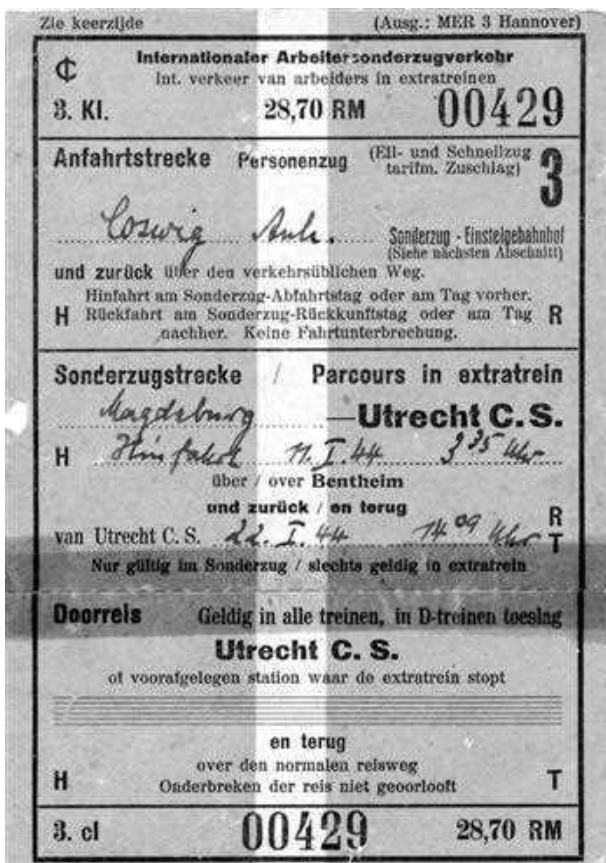 Zie keerzijde (Ausg.: MER 3 Hannover)
₵ Internationaler Arbeitersonderzugverkehr
Int. verkeer van arbeiders in extratreinen
3. Kl. 28,70 RM 00429
Anfahrtstrecke Personenzug (Eil- und Schnellzug
tarifm. Zuschlag) 3
Coswig Anh. Sonderzug - Einsteigebahnhof
(Siehe nächsten Abschnitt)
und zurück über den verkehrsüblichen Weg.
Hinfahrt am Sonderzug-Abfahrtstag oder am Tag vorher.
H Rückfahrt am Sonderzug-Rückkunftstag oder am Tag R
nachher. Keine Fahrtunterbrechung.
Sonderzugstrecke / Parcours in extratrein
Magdeburg —Utrecht C. S.
H Hinfahrt 11. I. 44 3 35 Uhr
über / over Bentheim
und zurück / en terug R
van Utrecht C. S. 22. I. 44 14 09 Uhr T
Nur gültig im Sonderzug / slechts geldig in extratrein
Doorreis Geldig in alle treinen, in D-treinen toeslag
Utrecht C. S.
of voorafgelegen station waar de extratrein stopt
en terug
over den normalen reisweg
H Onderbreken der reis niet geoorlooft T
3. cl 00429 28,70 RM